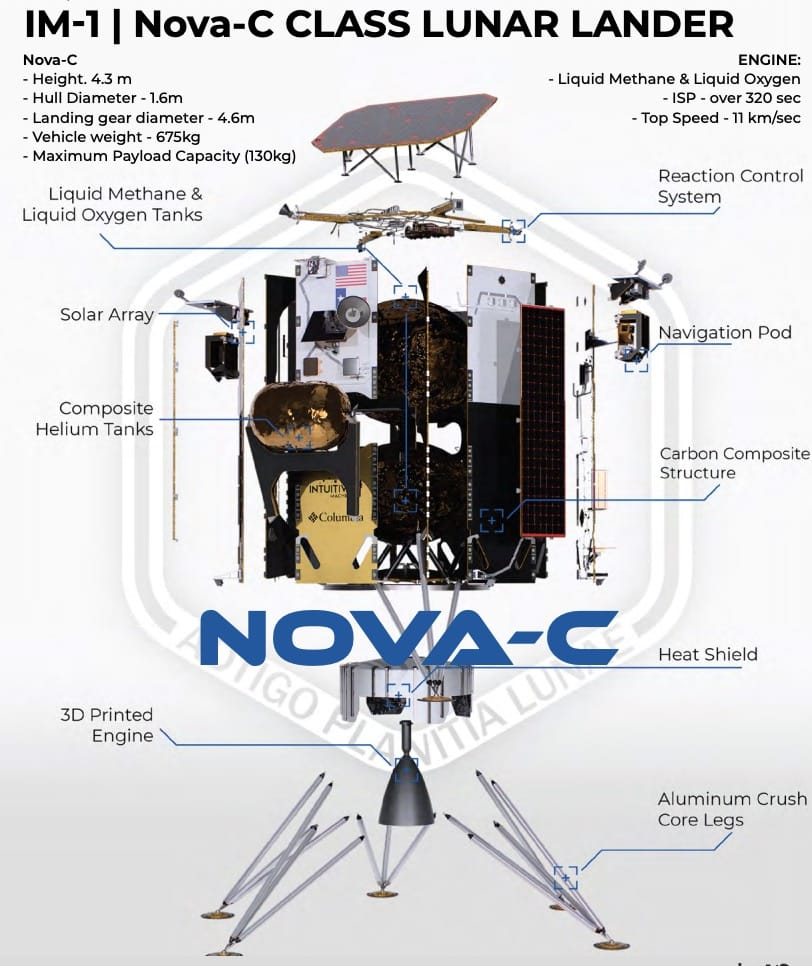 IM-1 | Nova-C CLASS LUNAR LANDER
Nova-C
- Height. 4.3 m
- Hull Diameter - 1.6m
- Landing gear diameter - 4.6m
- Vehicle weight - 675kg
- Maximum Payload Capacity (130kg)
ENGINE:
- Liquid Methane & Liquid Oxygen
- ISP - over 320 sec
- Top Speed - 11 km/sec
Liquid Methane &
Liquid Oxygen Tanks
Reaction Control
System
Solar Array
Navigation Pod
Composite
Helium Tanks
Carbon Composite
Structure
Columbia
NOVA-C
Heat Shield
3D Printed
Engine
Aluminum Crush
Core Legs